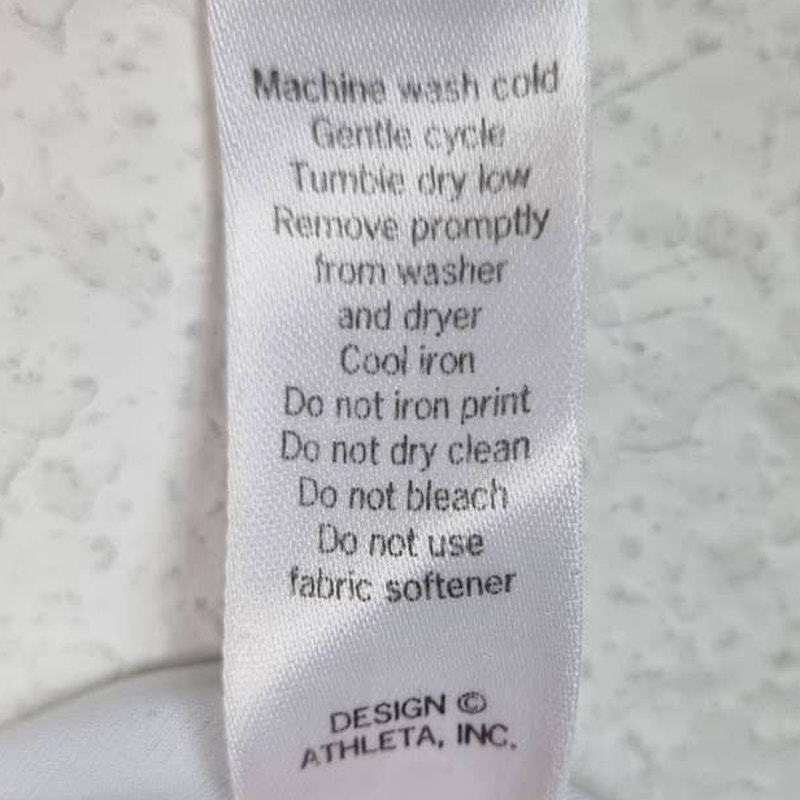 Machine wash cold
Gentle cycle
Tumble dry low
Remove promptly
from washer
and dryer
Cool iron
Do not iron print
Do not dry clean
Do not bleach
Do not use
fabric softener
DESIGN ©
ATHLETA, INC.